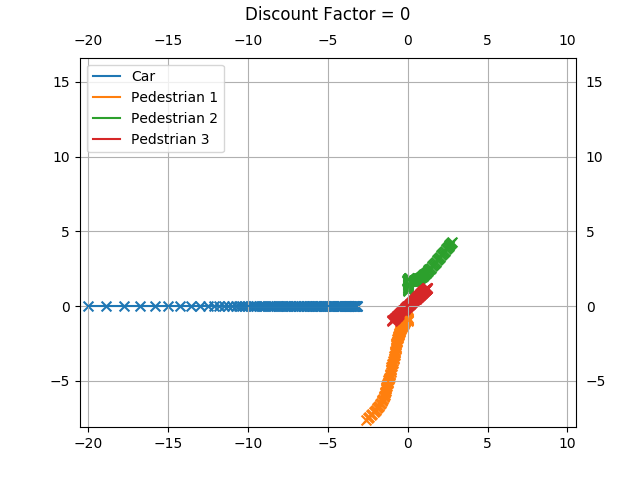 Discount Factor = 0
−20 −15 −10 −5 0 5 10
Car
Pedestrian 1
Pedestrian 2
Pedstrian 3
15 15
10 10
5 5
0 0
−5 −5
−20 −15 −10 −5 0 5 10